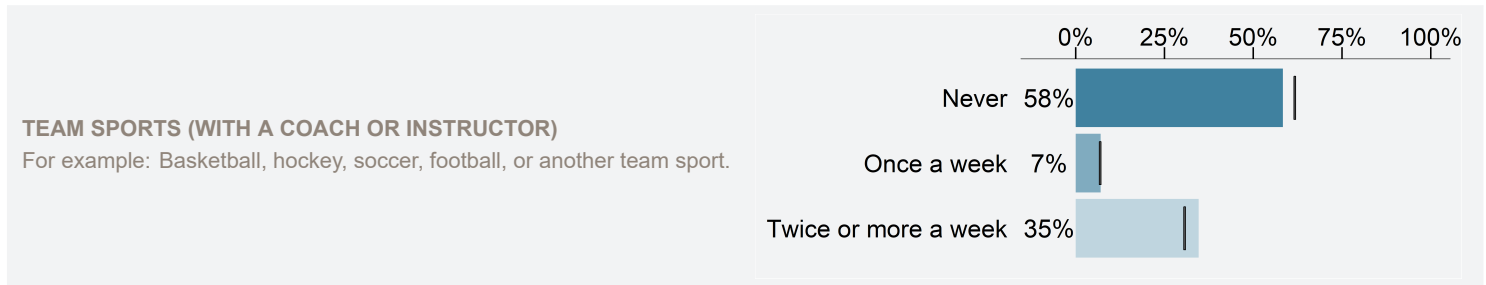 TEAM SPORTS (WITH A COACH OR INSTRUCTOR)
For example: Basketball, hockey, soccer, football, or another team sport.
0% 25% 50% 75% 100%
Never 58%
Once a week 7%
Twice or more a week 35%